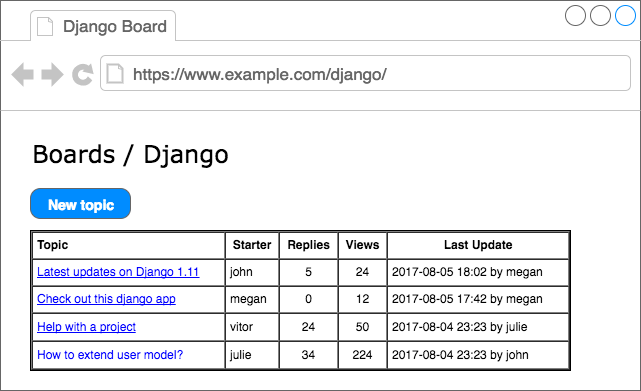 Django Board
https://www.example.com/django/
Boards / Django
New topic
Topic Starter Replies Views Last Update
Latest updates on Django 1.11 john 5 24 2017-08-05 18:02 by megan
Check out this django app megan 0 12 2017-08-05 17:42 by megan
Help with a project vitor 24 50 2017-08-04 23:23 by julie
How to extend user model? julie 34 224 2017-08-04 23:23 by john